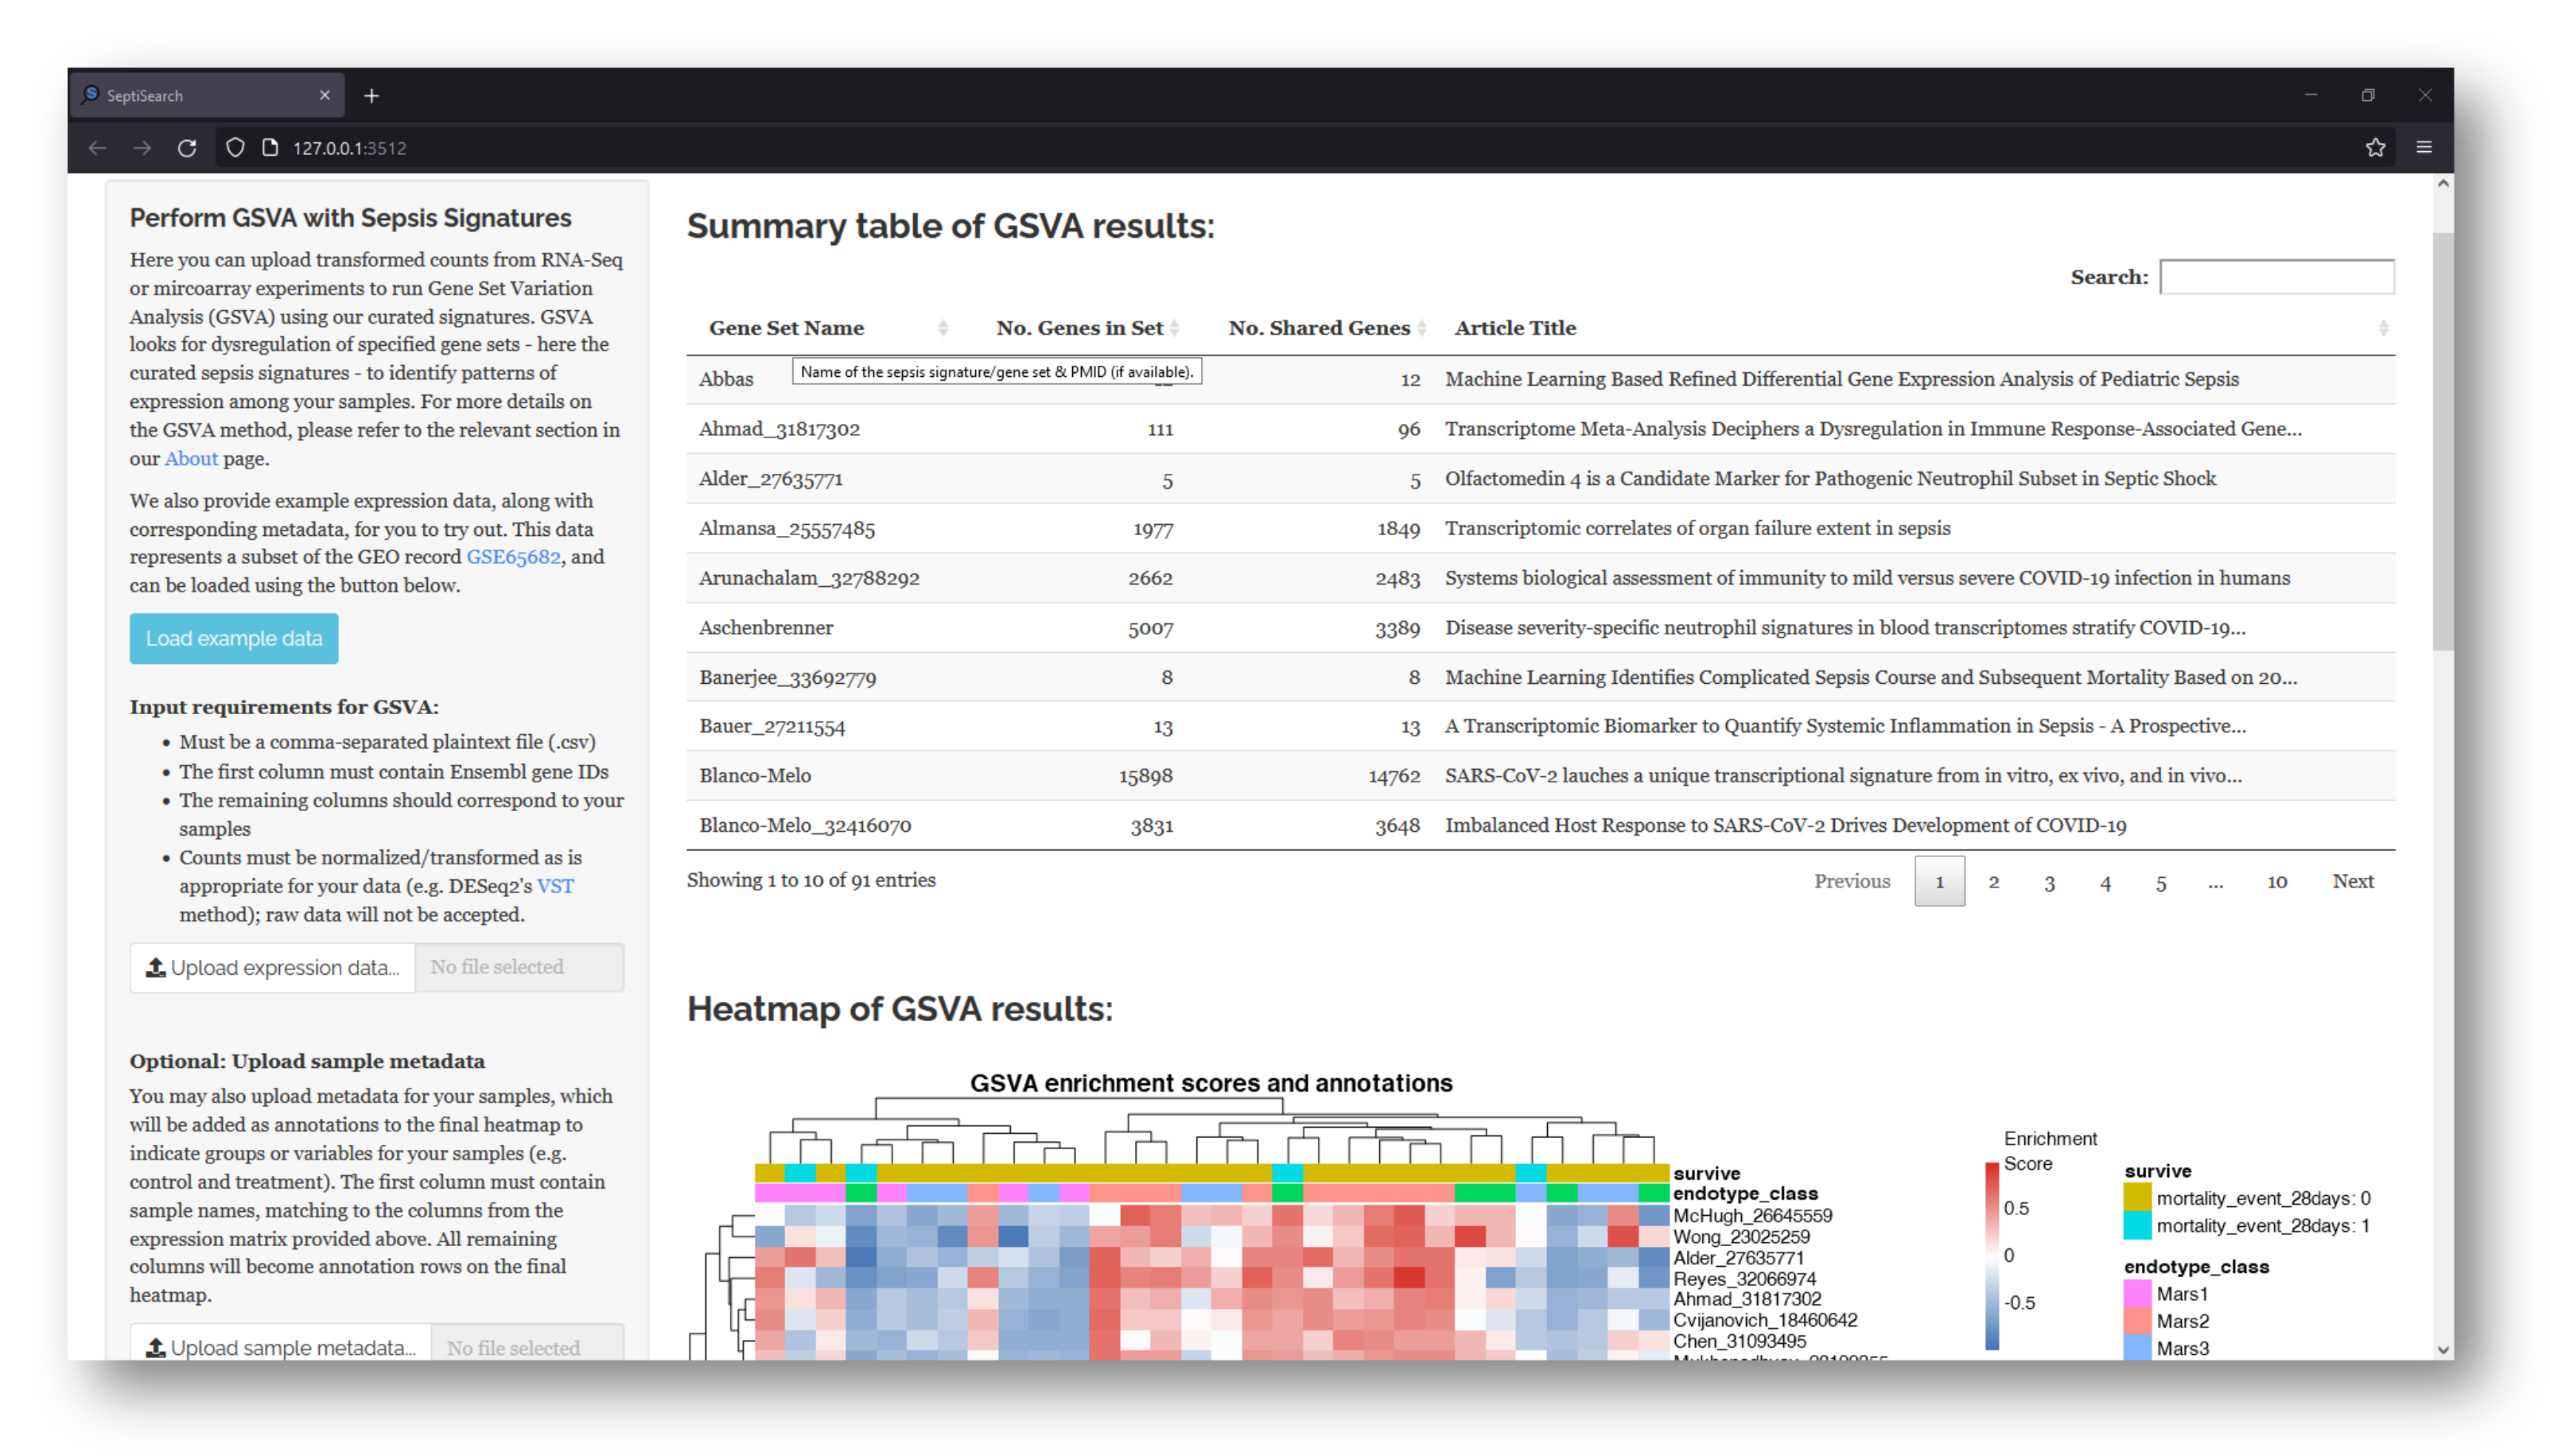 SeptiSearch
127.0.0.1:3512
Perform GSVA with Sepsis Signatures
Here you can upload transformed counts from RNA-Seq
or mircoarray experiments to run Gene Set Variation
Analysis (GSVA) using our curated signatures. GSVA
looks for dysregulation of specified gene sets - here the
curated sepsis signatures - to identify patterns of
expression among your samples. For more details on
the GSVA method, please refer to the relevant section in
our About page.
We also provide example expression data, along with
corresponding metadata, for you to try out. This data
represents a subset of the GEO record GSE65682, and
can be loaded using the button below.
Load example data
Input requirements for GSVA:
• Must be a comma-separated plaintext file (.csv)
• The first column must contain Ensembl gene IDs
• The remaining columns should correspond to your
samples
• Counts must be normalized/transformed as is
appropriate for your data (e.g. DESeq2's VST
method); raw data will not be accepted.
Upload expression data... No file selected
Optional: Upload sample metadata
You may also upload metadata for your samples, which
will be added as annotations to the final heatmap to
indicate groups or variables for your samples (e.g.
control and treatment). The first column must contain
sample names, matching to the columns from the
expression matrix provided above. All remaining
columns will become annotation rows on the final
heatmap.
Upload sample metadata... No file selected
Summary table of GSVA results:
Search:
Gene Set Name No. Genes in Set No. Shared Genes Article Title
Name of the sepsis signature/gene set & PMID (if available).
Abbas 12 Machine Learning Based Refined Differential Gene Expression Analysis of Pediatric Sepsis
Ahmad_31817302 111 96 Transcriptome Meta-Analysis Deciphers a Dysregulation in Immune Response-Associated Gene...
Alder_27635771 5 5 Olfactomedin 4 is a Candidate Marker for Pathogenic Neutrophil Subset in Septic Shock
Almansa_25557485 1977 1849 Transcriptomic correlates of organ failure extent in sepsis
Arunachalam_32788292 2662 2483 Systems biological assessment of immunity to mild versus severe COVID-19 infection in humans
Aschenbrenner 5007 3389 Disease severity-specific neutrophil signatures in blood transcriptomes stratify COVID-19...
Banerjee_33692779 8 8 Machine Learning Identifies Complicated Sepsis Course and Subsequent Mortality Based on 20...
Bauer_27211554 13 13 A Transcriptomic Biomarker to Quantify Systemic Inflammation in Sepsis - A Prospective...
Blanco-Melo 15898 14762 SARS-CoV-2 lauches a unique transcriptional signature from in vitro, ex vivo, and in vivo...
Blanco-Melo_32416070 3831 3648 Imbalanced Host Response to SARS-CoV-2 Drives Development of COVID-19
Showing 1 to 10 of 91 entries
Previous 1 2 3 4 5 ... 10 Next
Heatmap of GSVA results:
GSVA enrichment scores and annotations
survive
endotype_class
McHugh_26645559
Wong_23025259
Alder_27635771
Reyes_32066974
Ahmad_31817302
Cvijanovich_18460642
Chen_31093495
Enrichment
Score
0.5
0
-0.5
survive
mortality_event_28days: 0
mortality_event_28days: 1
endotype_class
Mars1
Mars2
Mars3